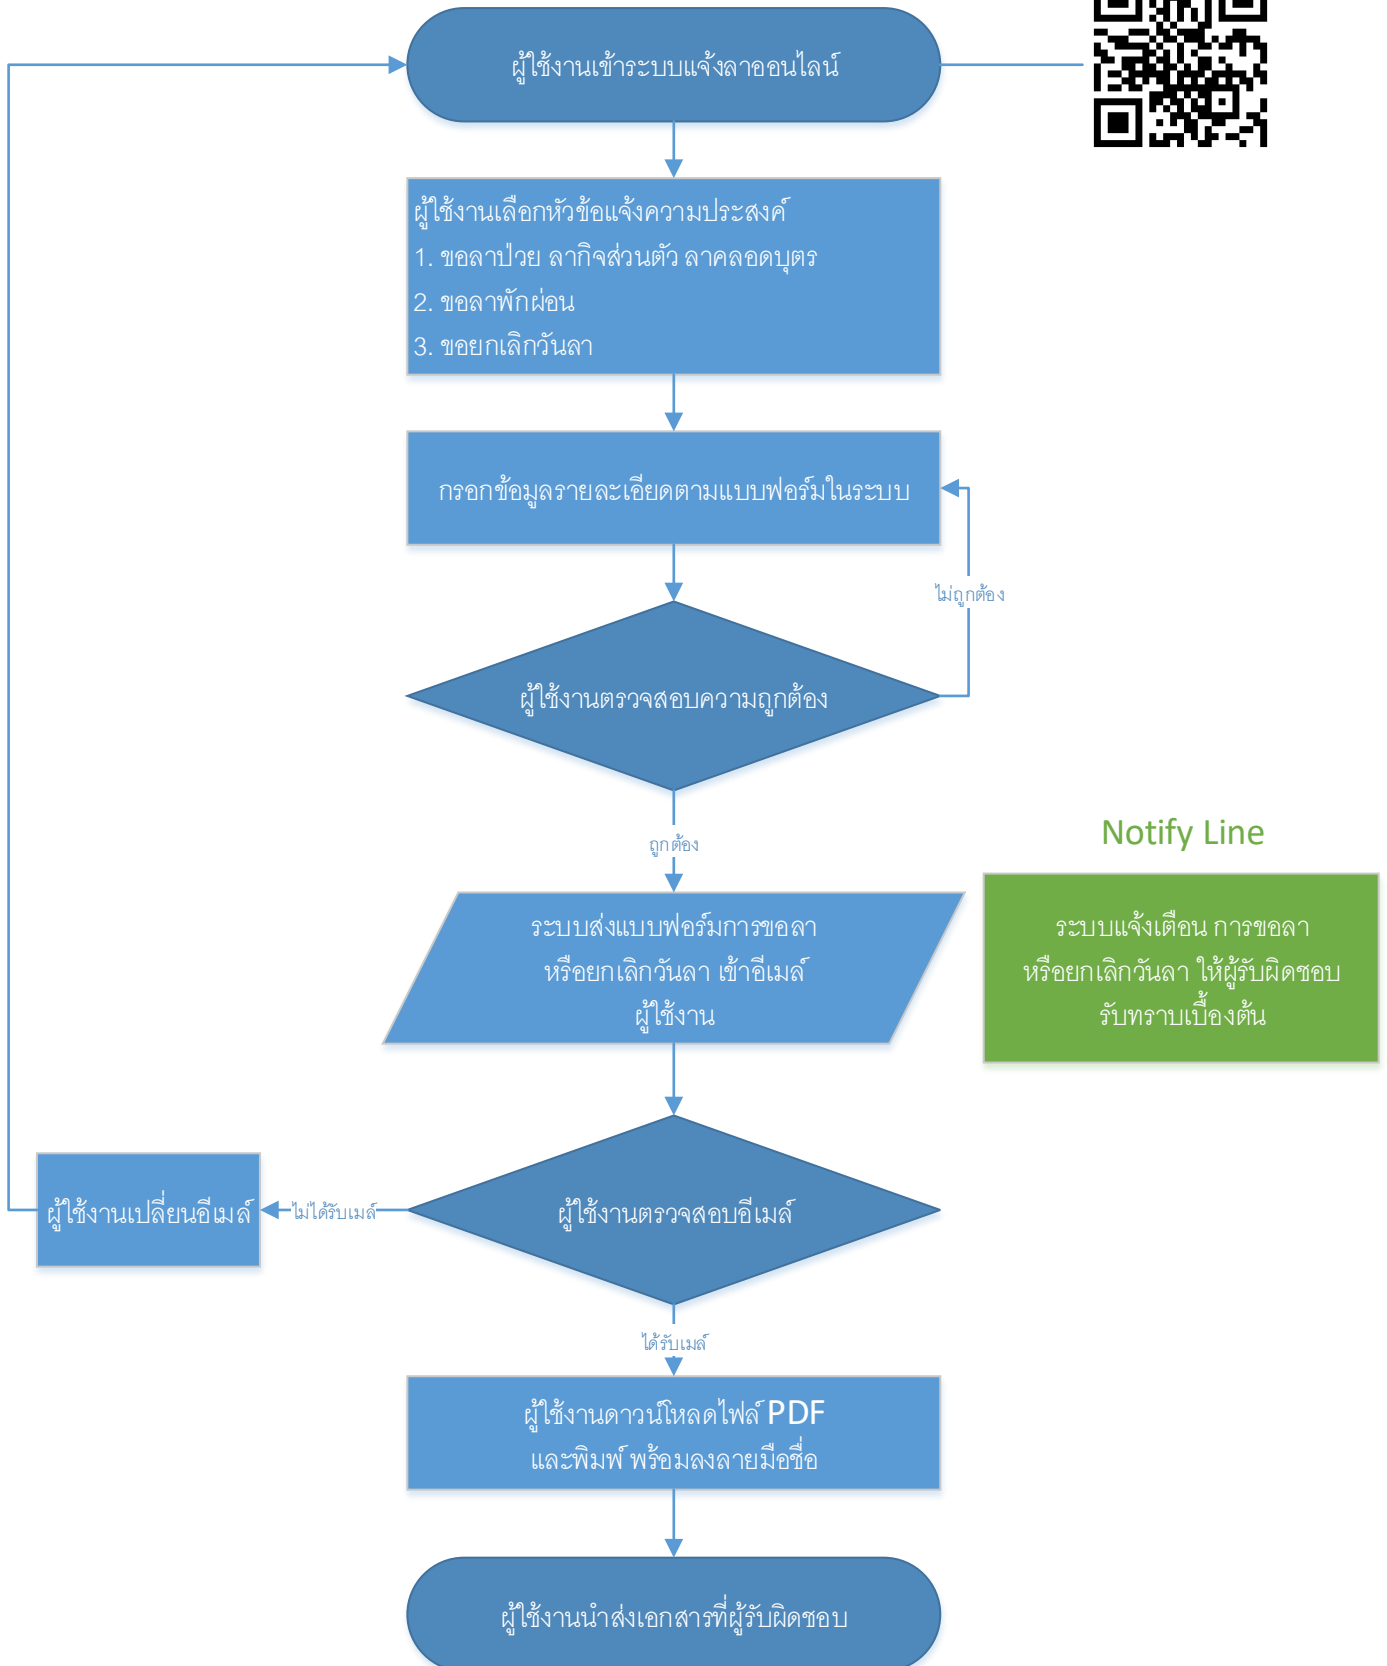 ผู้ใช้งานเข้าระบบแจ้งลาออนไลน์
ผู้ใช้งานเลือกหัวข้อแจ้งความประสงค์
1. ขอลาป่วย ลากิจส่วนตัว ลาคลอดบุตร
2. ขอลาพักผ่อน
3. ขอยกเลิกวันลา
กรอกข้อมูลรายละเอียดตามแบบฟอร์มในระบบ
ไม่ถูกต้อง
ผู้ใช้งานตรวจสอบความถูกต้อง
ถูกต้อง
Notify Line
ระบบส่งแบบฟอร์มการขอลา
หรือยกเลิกวันลา เข้าอีเมล์
ผู้ใช้งาน
ระบบแจ้งเตือน การขอลา
หรือยกเลิกวันลา ให้ผู้รับผิดชอบ
รับทราบเบื้องต้น
ผู้ใช้งานเปลี่ยนอีเมล์
ไม่ได้รับเมล์
ผู้ใช้งานตรวจสอบอีเมล์
ได้รับเมล์
ผู้ใช้งานดาวน์โหลดไฟล์ PDF
และพิมพ์ พร้อมลงลายมือชื่อ
ผู้ใช้งานนำส่งเอกสารที่ผู้รับผิดชอบ